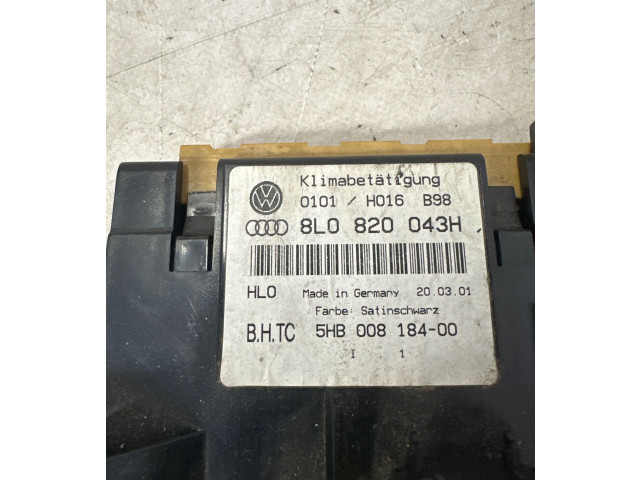 Klimabetätigung
0101 / H016 B98
8L0 820 043H
HLO Made in Germany 20.03.01
Farbe: Satinschwarz
B.H.TC 5HB 008 184-00
I 1